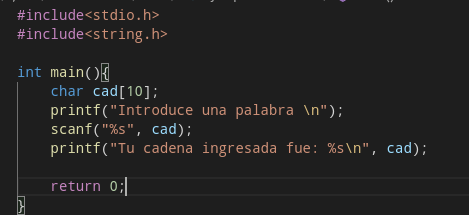 #include<stdio.h>
#include<string.h>
int main(){
char cad[10];
printf("Introduce una palabra \n");
scanf("%s", cad);
printf("Tu cadena ingresada fue: %s\n", cad);
return 0;
}